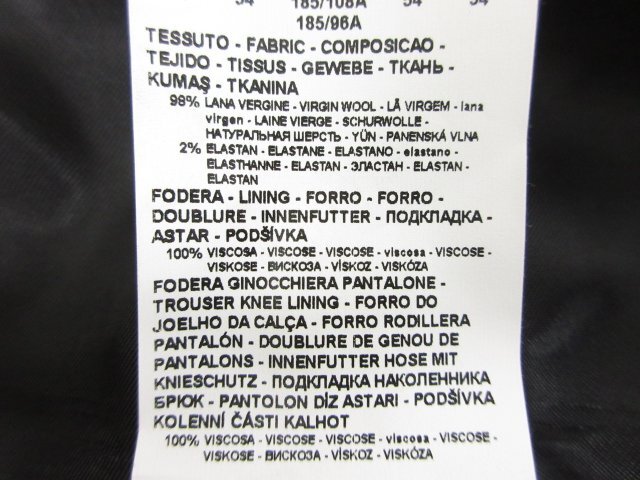 54 185/108A 54 54
185/96A
TESSUTO - FABRIC - COMPOSICAO -
TEJIDO - TISSUS - GEWEBE - ТКАНЬ -
KUMAŞ - TKANINA
98% LANA VERGINE - VIRGIN WOOL - LÃ VIRGEM - lana
virgen - LAINE VIERGE - SCHURWOLLE -
НАТУРАЛЬНАЯ ШЕРСТЬ - YÜN - PANENSKÁ VLNA
2% ELASTAN - ELASTANE - ELASTANO - elastano -
ELASTHANNE - ELASTAN - ЭЛАСТАН - ELASTAN -
ELASTAN
FODERA - LINING - FORRO - FORRO -
DOUBLURE - INNENFUTTER - ПОДКЛАДКА -
ASTAR - PODŠÍVKA
100% VISCOSA - VISCOSE - VISCOSE - viscosa - VISCOSE -
VISKOSE - ВИСКОЗА - VİSKOZ - VISKÓZA
FODERA GINOCCHIERA PANTALONE -
TROUSER KNEE LINING - FORRO DO
JOELHO DA CALÇA - FORRO RODILLERA
PANTALÓN - DOUBLURE DE GENOU DE
PANTALONS - INNENFUTTER HOSE MIT
KNIESCHUTZ - ПОДКЛАДКА НАКОЛЕННИКА
БРЮК - PANTOLON DİZ ASTARI - PODŠÍVKA
KOLENNÍ ČÁSTI KALHOT
100% VISCOSA - VISCOSE - VISCOSE - viscosa - VISCOSE -
VISKOSE - ВИСКОЗА - VİSKOZ - VISKÓZA